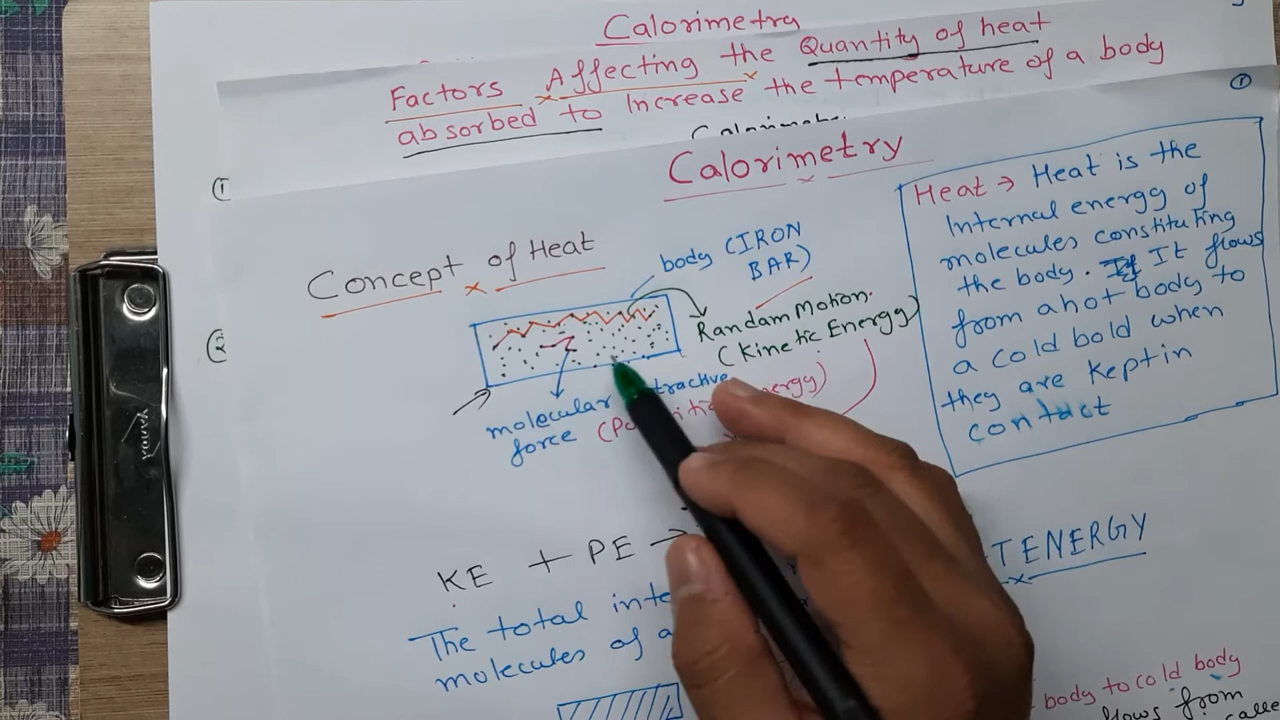 Calorimetry
Factors Affecting the Quantity of heat
absorbed to Increase the temperature of a body
Calorimetry
Concept of Heat
body (IRON
BAR)
Randam Motion.
(Kinetic Energy)
molecular
force
KE + PE →
TENERGY
The total
molecules of a
Heat → Heat is the
Internal energy of
molecules constituting
the body. It flows
from a hot body to
a cold bold when
they are kept in
contact
body to cold body
flows from
YAMADA